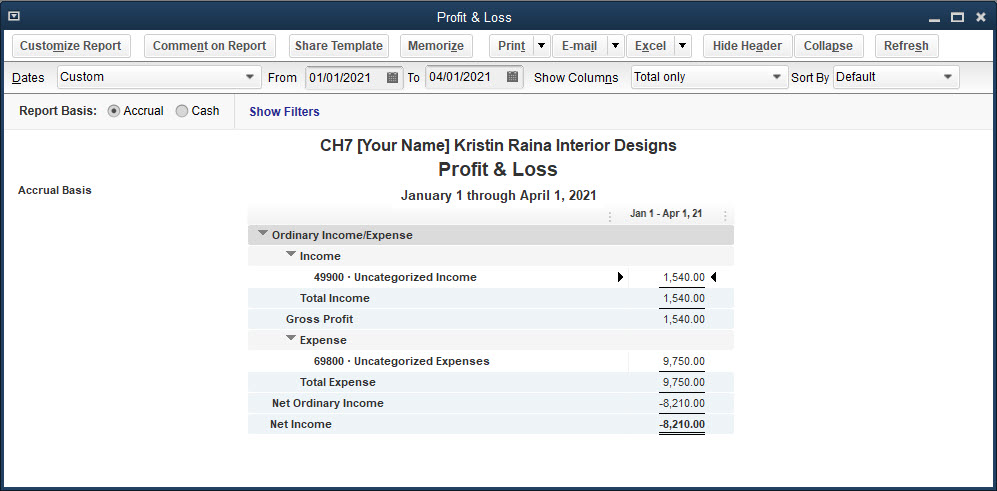 Profit & Loss
Customize Report Comment on Report Share Template Memorize Print E-mail Excel Hide Header Collapse Refresh
Dates Custom From 01/01/2021 To 04/01/2021 Show Columns Total only Sort By Default
Report Basis: Accrual Cash Show Filters
CH7 [Your Name] Kristin Raina Interior Designs
Profit & Loss
Accrual Basis
January 1 through April 1, 2021
Jan 1 - Apr 1, 21
Ordinary Income/Expense
Income
49900 · Uncategorized Income 1,540.00
Total Income 1,540.00
Gross Profit 1,540.00
Expense
69800 · Uncategorized Expenses 9,750.00
Total Expense 9,750.00
Net Ordinary Income -8,210.00
Net Income -8,210.00